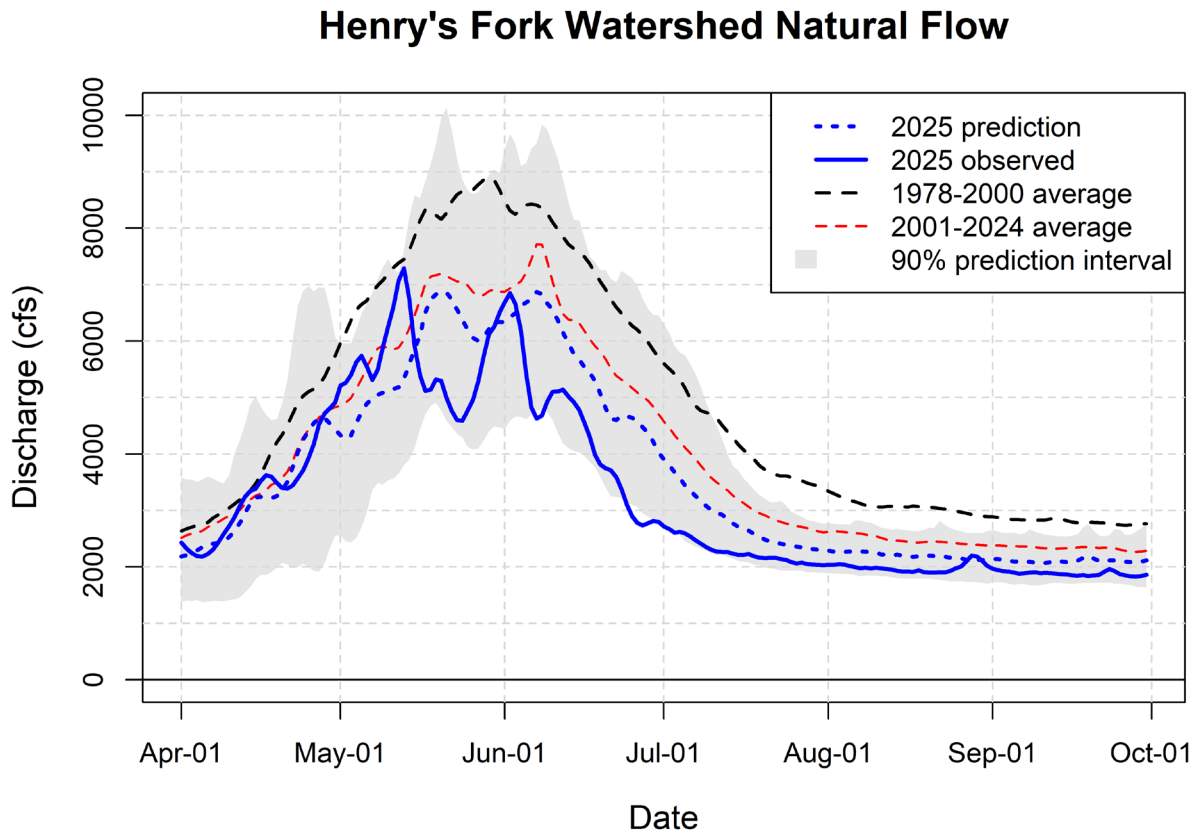 Henry's Fork Watershed Natural Flow
2025 prediction
2025 observed
1978-2000 average
2001-2024 average
90% prediction interval
Discharge (cfs)
10000
8000
6000
4000
2000
0
Apr-01 May-01 Jun-01 Jul-01 Aug-01 Sep-01 Oct-01
Date